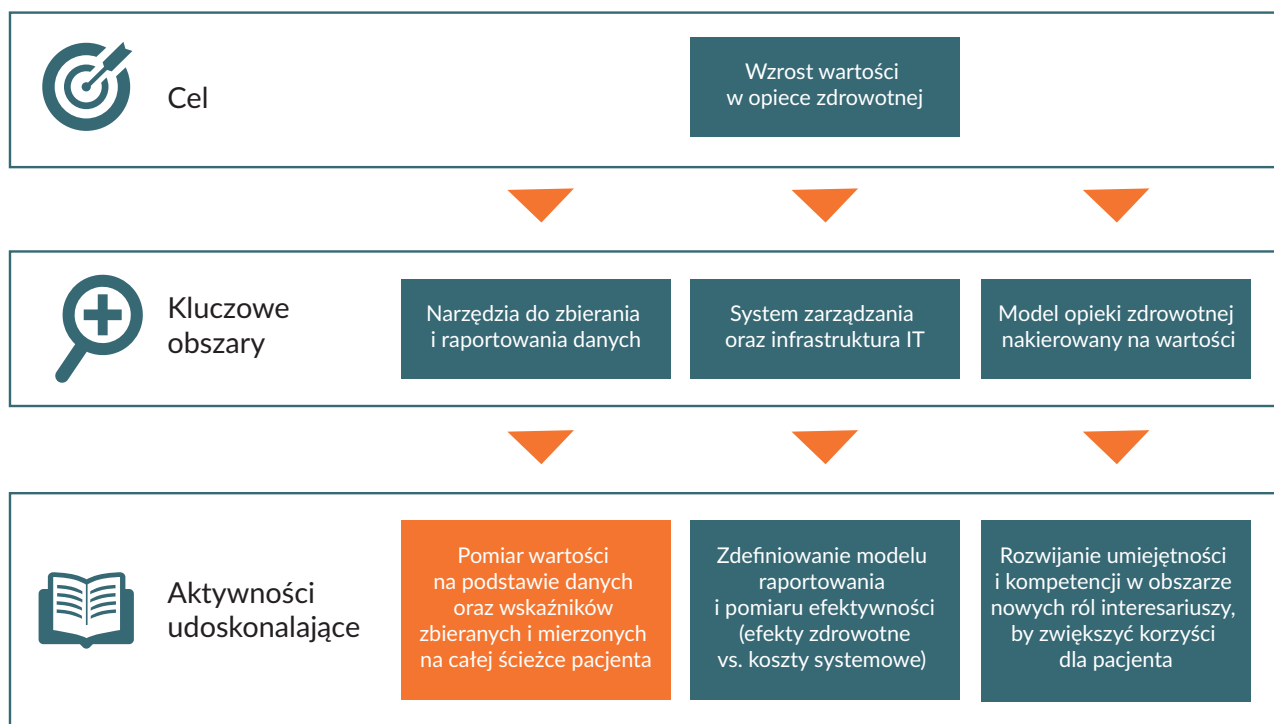 Cel
Wzrost wartości
w opiece zdrowotnej
Kluczowe
obszary
Narzędzia do zbierania
i raportowania danych
System zarządzania
oraz infrastruktura IT
Model opieki zdrowotnej
nakierowany na wartości
Aktywności
udoskonalające
Pomiar wartości
na podstawie danych
oraz wskaźników
zbieranych i mierzonych
na całej ścieżce pacjenta
Zdefiniowanie modelu
raportowania
i pomiaru efektywności
(efekty zdrowotne
vs. koszty systemowe)
Rozwijanie umiejętności
i kompetencji w obszarze
nowych ról interesariuszy,
by zwiększyć korzyści
dla pacjenta